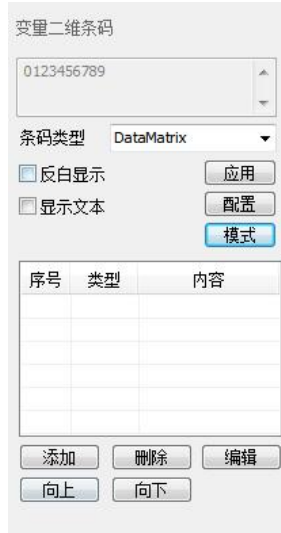 变量二维条码
0123456789
条码类型 DataMatrix
反白显示 应用
显示文本 配置
模式
序号 类型 内容
添加 删除 编辑
向上 向下